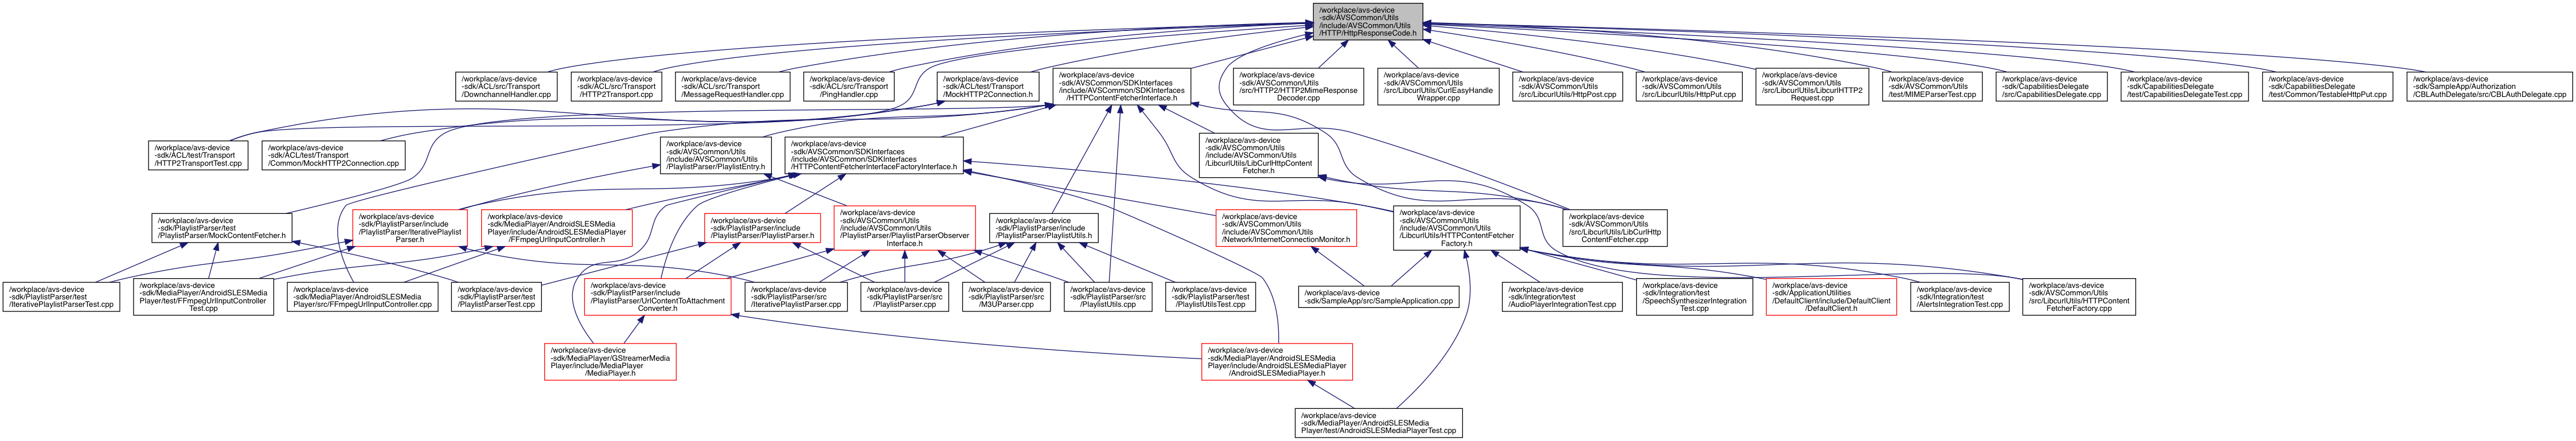 /workplace/avs-device
-sdk/AVSCommon/Utils
/include/AVSCommon/Utils
/HTTP/HttpResponseCode.h
/workplace/avs-device
-sdk/ACL/src/Transport
/DownchannelHandler.cpp
/workplace/avs-device
-sdk/ACL/src/Transport
/HTTP2Transport.cpp
/workplace/avs-device
-sdk/ACL/src/Transport
/MessageRequestHandler.cpp
/workplace/avs-device
-sdk/ACL/src/Transport
/PingHandler.cpp
/workplace/avs-device
-sdk/ACL/test/Transport
/MockHTTP2Connection.h
/workplace/avs-device
-sdk/AVSCommon/SDKInterfaces
/include/AVSCommon/SDKInterfaces
/HTTPContentFetcherInterface.h
/workplace/avs-device
-sdk/AVSCommon/Utils
/src/HTTP2/HTTP2MimeResponse
Decoder.cpp
/workplace/avs-device
-sdk/AVSCommon/Utils
/src/LibcurlUtils/CurlEasyHandle
Wrapper.cpp
/workplace/avs-device
-sdk/AVSCommon/Utils
/src/LibcurlUtils/HttpPost.cpp
/workplace/avs-device
-sdk/AVSCommon/Utils
/src/LibcurlUtils/HttpPut.cpp
/workplace/avs-device
-sdk/AVSCommon/Utils
/src/LibcurlUtils/LibcurlHTTP2
Request.cpp
/workplace/avs-device
-sdk/AVSCommon/Utils
/test/MIMEParserTest.cpp
/workplace/avs-device
-sdk/CapabilitiesDelegate
/src/CapabilitiesDelegate.cpp
/workplace/avs-device
-sdk/CapabilitiesDelegate
/test/CapabilitiesDelegateTest.cpp
/workplace/avs-device
-sdk/CapabilitiesDelegate
/test/Common/TestableHttpPut.cpp
/workplace/avs-device
-sdk/SampleApp/Authorization
/CBLAuthDelegate/src/CBLAuthDelegate.cpp
/workplace/avs-device
-sdk/ACL/test/Transport
/HTTP2TransportTest.cpp
/workplace/avs-device
-sdk/ACL/test/Transport
/Common/MockHTTP2Connection.cpp
/workplace/avs-device
-sdk/AVSCommon/Utils
/include/AVSCommon/Utils
/PlaylistParser/PlaylistEntry.h
/workplace/avs-device
-sdk/AVSCommon/SDKInterfaces
/include/AVSCommon/SDKInterfaces
/HTTPContentFetcherInterfaceFactoryInterface.h
/workplace/avs-device
-sdk/AVSCommon/Utils
/include/AVSCommon/Utils
/LibcurlUtils/LibCurlHttpContent
Fetcher.h
/workplace/avs-device
-sdk/PlaylistParser/test
/PlaylistParser/MockContentFetcher.h
/workplace/avs-device
-sdk/PlaylistParser/include
/PlaylistParser/IterativePlaylist
Parser.h
/workplace/avs-device
-sdk/MediaPlayer/AndroidSLESMedia
Player/include/AndroidSLESMediaPlayer
/FFmpegUrlInputController.h
/workplace/avs-device
-sdk/PlaylistParser/include
/PlaylistParser/PlaylistParser.h
/workplace/avs-device
-sdk/AVSCommon/Utils
/include/AVSCommon/Utils
/PlaylistParser/PlaylistParserObserver
Interface.h
/workplace/avs-device
-sdk/PlaylistParser/include
/PlaylistParser/PlaylistUtils.h
/workplace/avs-device
-sdk/AVSCommon/Utils
/include/AVSCommon/Utils
/Network/InternetConnectionMonitor.h
/workplace/avs-device
-sdk/AVSCommon/Utils
/include/AVSCommon/Utils
/LibcurlUtils/HTTPContentFetcher
Factory.h
/workplace/avs-device
-sdk/AVSCommon/Utils
/src/LibcurlUtils/LibCurlHttp
ContentFetcher.cpp
/workplace/avs-device
-sdk/PlaylistParser/test
/IterativePlaylistParserTest.cpp
/workplace/avs-device
-sdk/MediaPlayer/AndroidSLESMedia
Player/test/FFmpegUrlInputController
Test.cpp
/workplace/avs-device
-sdk/MediaPlayer/AndroidSLESMedia
Player/src/FFmpegUrlInputController.cpp
/workplace/avs-device
-sdk/PlaylistParser/test
/PlaylistParserTest.cpp
/workplace/avs-device
-sdk/PlaylistParser/include
/PlaylistParser/UrlContentToAttachment
Converter.h
/workplace/avs-device
-sdk/PlaylistParser/src
/IterativePlaylistParser.cpp
/workplace/avs-device
-sdk/PlaylistParser/src
/PlaylistParser.cpp
/workplace/avs-device
-sdk/PlaylistParser/src
/M3UParser.cpp
/workplace/avs-device
-sdk/PlaylistParser/src
/PlaylistUtils.cpp
/workplace/avs-device
-sdk/PlaylistParser/test
/PlaylistUtilsTest.cpp
/workplace/avs-device
-sdk/SampleApp/src/SampleApplication.cpp
/workplace/avs-device
-sdk/Integration/test
/AudioPlayerIntegrationTest.cpp
/workplace/avs-device
-sdk/Integration/test
/SpeechSynthesizerIntegration
Test.cpp
/workplace/avs-device
-sdk/ApplicationUtilities
/DefaultClient/include/DefaultClient
/DefaultClient.h
/workplace/avs-device
-sdk/Integration/test
/AlertsIntegrationTest.cpp
/workplace/avs-device
-sdk/AVSCommon/Utils
/src/LibcurlUtils/HTTPContent
FetcherFactory.cpp
/workplace/avs-device
-sdk/MediaPlayer/GStreamerMedia
Player/include/MediaPlayer
/MediaPlayer.h
/workplace/avs-device
-sdk/MediaPlayer/AndroidSLESMedia
Player/include/AndroidSLESMediaPlayer
/AndroidSLESMediaPlayer.h
/workplace/avs-device
-sdk/MediaPlayer/AndroidSLESMedia
Player/test/AndroidSLESMediaPlayerTest.cpp